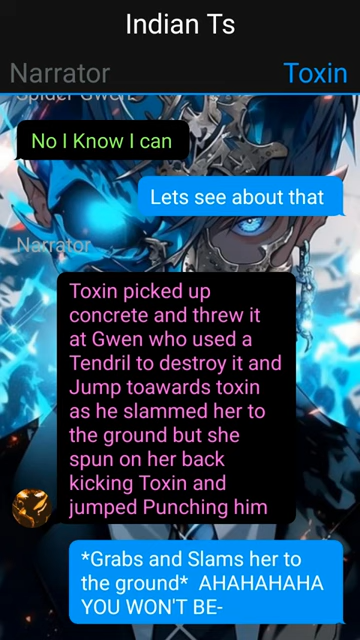 Indian Ts
Narrator
Toxin
Spider Gwen
No I Know I can
Lets see about that
Narrator
Toxin picked up
concrete and threw it
at Gwen who used a
Tendril to destroy it and
Jump toawards toxin
as he slammed her to
the ground but she
spun on her back
kicking Toxin and
jumped Punching him
*Grabs and Slams her to
the ground* AHAHAHAHA
YOU WON'T BE-